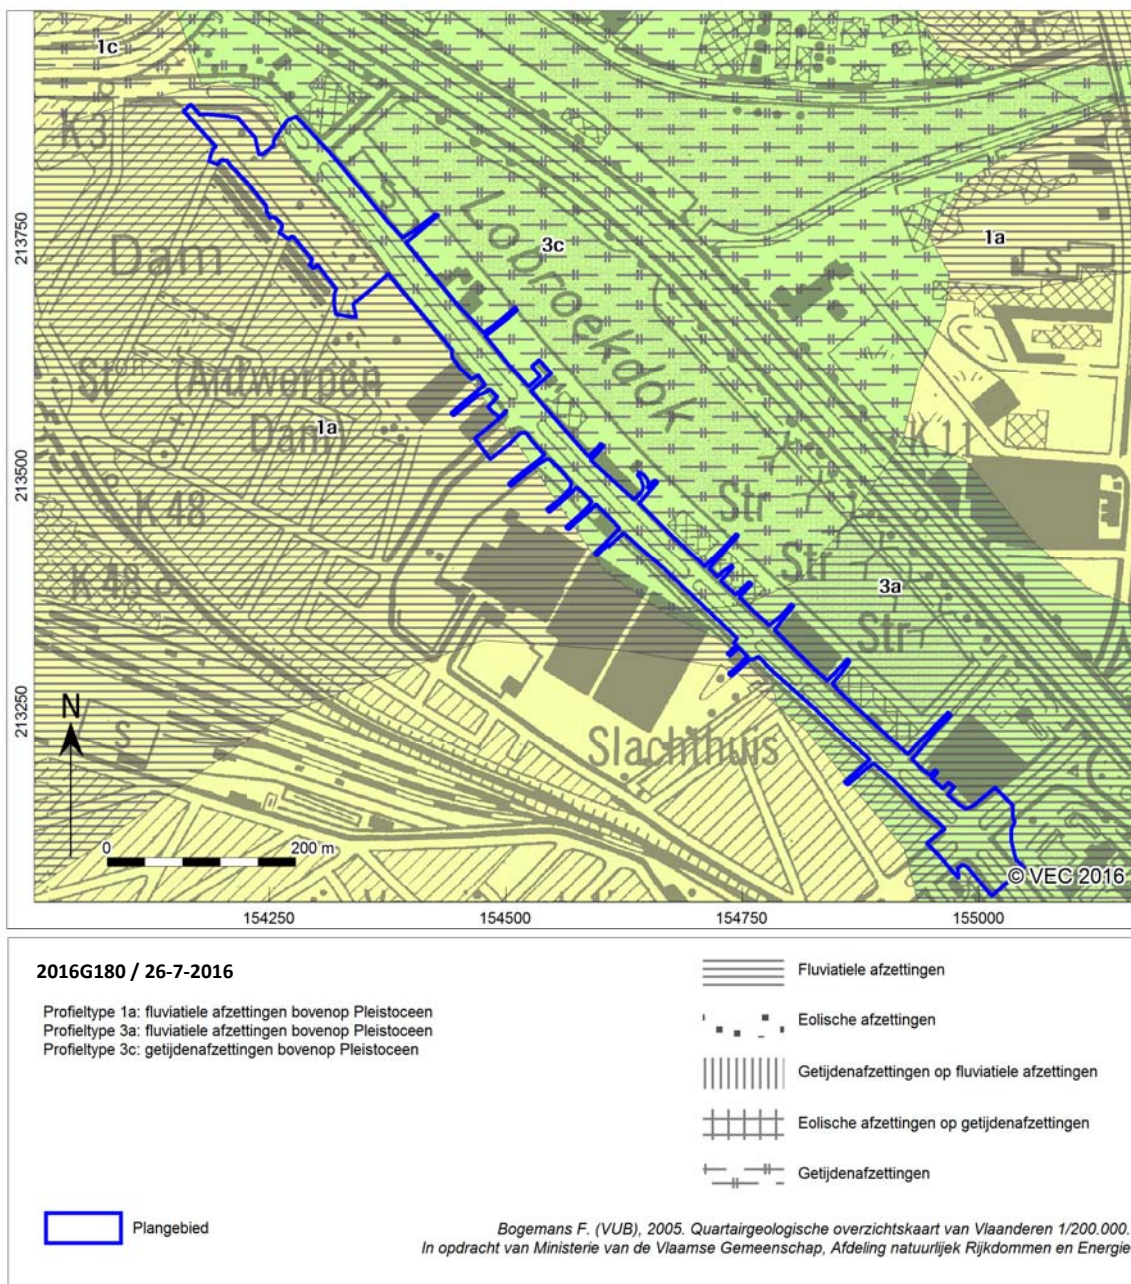 1c
K3
213750
Dam
Lobroekdok
3c
S
1a
S
St⁰ⁿ
(Antwerpen
Dam)
1a
K11
213500
K 48
Str
K 48
Str
3a
Str
213250
N
S
Slachthuis
0 200 m
© VEC 2016
154250 154500 154750 155000
2016G180 / 26-7-2016
Profieltype 1a: fluviatiele afzettingen bovenop Pleistoceen
Profieltype 3a: fluviatiele afzettingen bovenop Pleistoceen
Profieltype 3c: getijdenafzettingen bovenop Pleistoceen
Fluviatiele afzettingen
Eolische afzettingen
Getijdenafzettingen op fluviatiele afzettingen
Eolische afzettingen op getijdenafzettingen
Getijdenafzettingen
Plangebied
Bogemans F. (VUB), 2005. Quartairgeologische overzichtskaart van Vlaanderen 1/200.000.
In opdracht van Ministerie van de Vlaamse Gemeenschap, Afdeling natuurlijek Rijkdommen en Energie